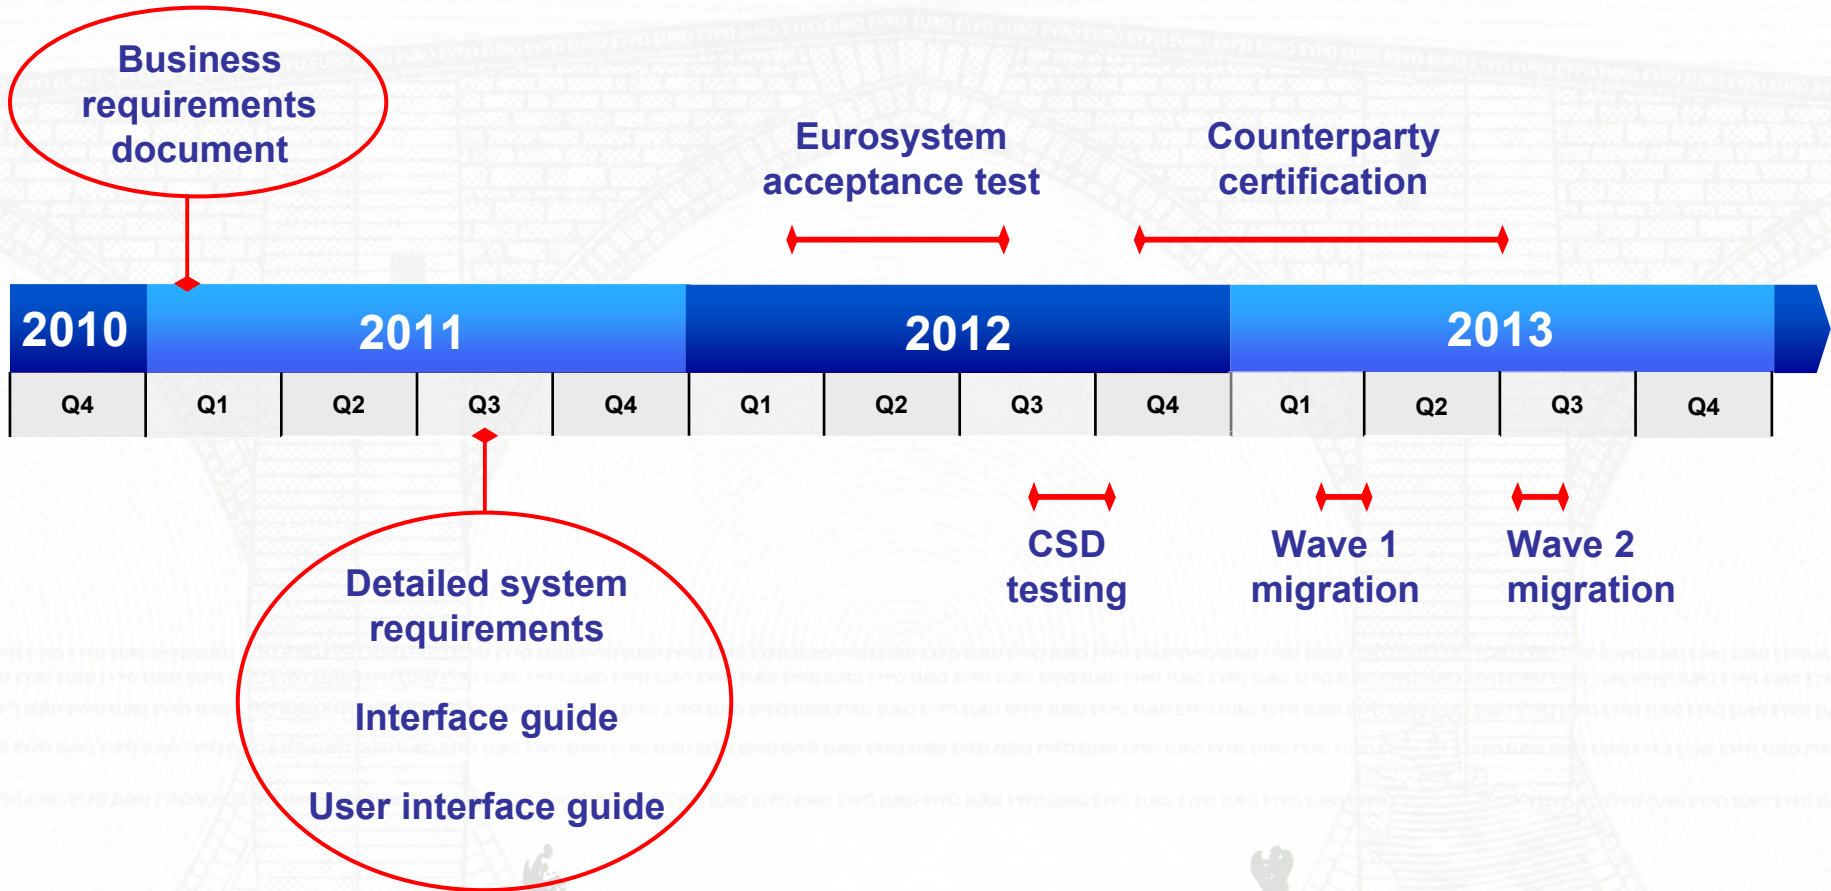 Business
requirements
document
Eurosystem
acceptance test
Counterparty
certification
2010 2011 2012 2013
Q4 Q1 Q2 Q3 Q4 Q1 Q2 Q3 Q4 Q1 Q2 Q3 Q4
CSD
testing
Wave 1
migration
Wave 2
migration
Detailed system
requirements
Interface guide
User interface guide